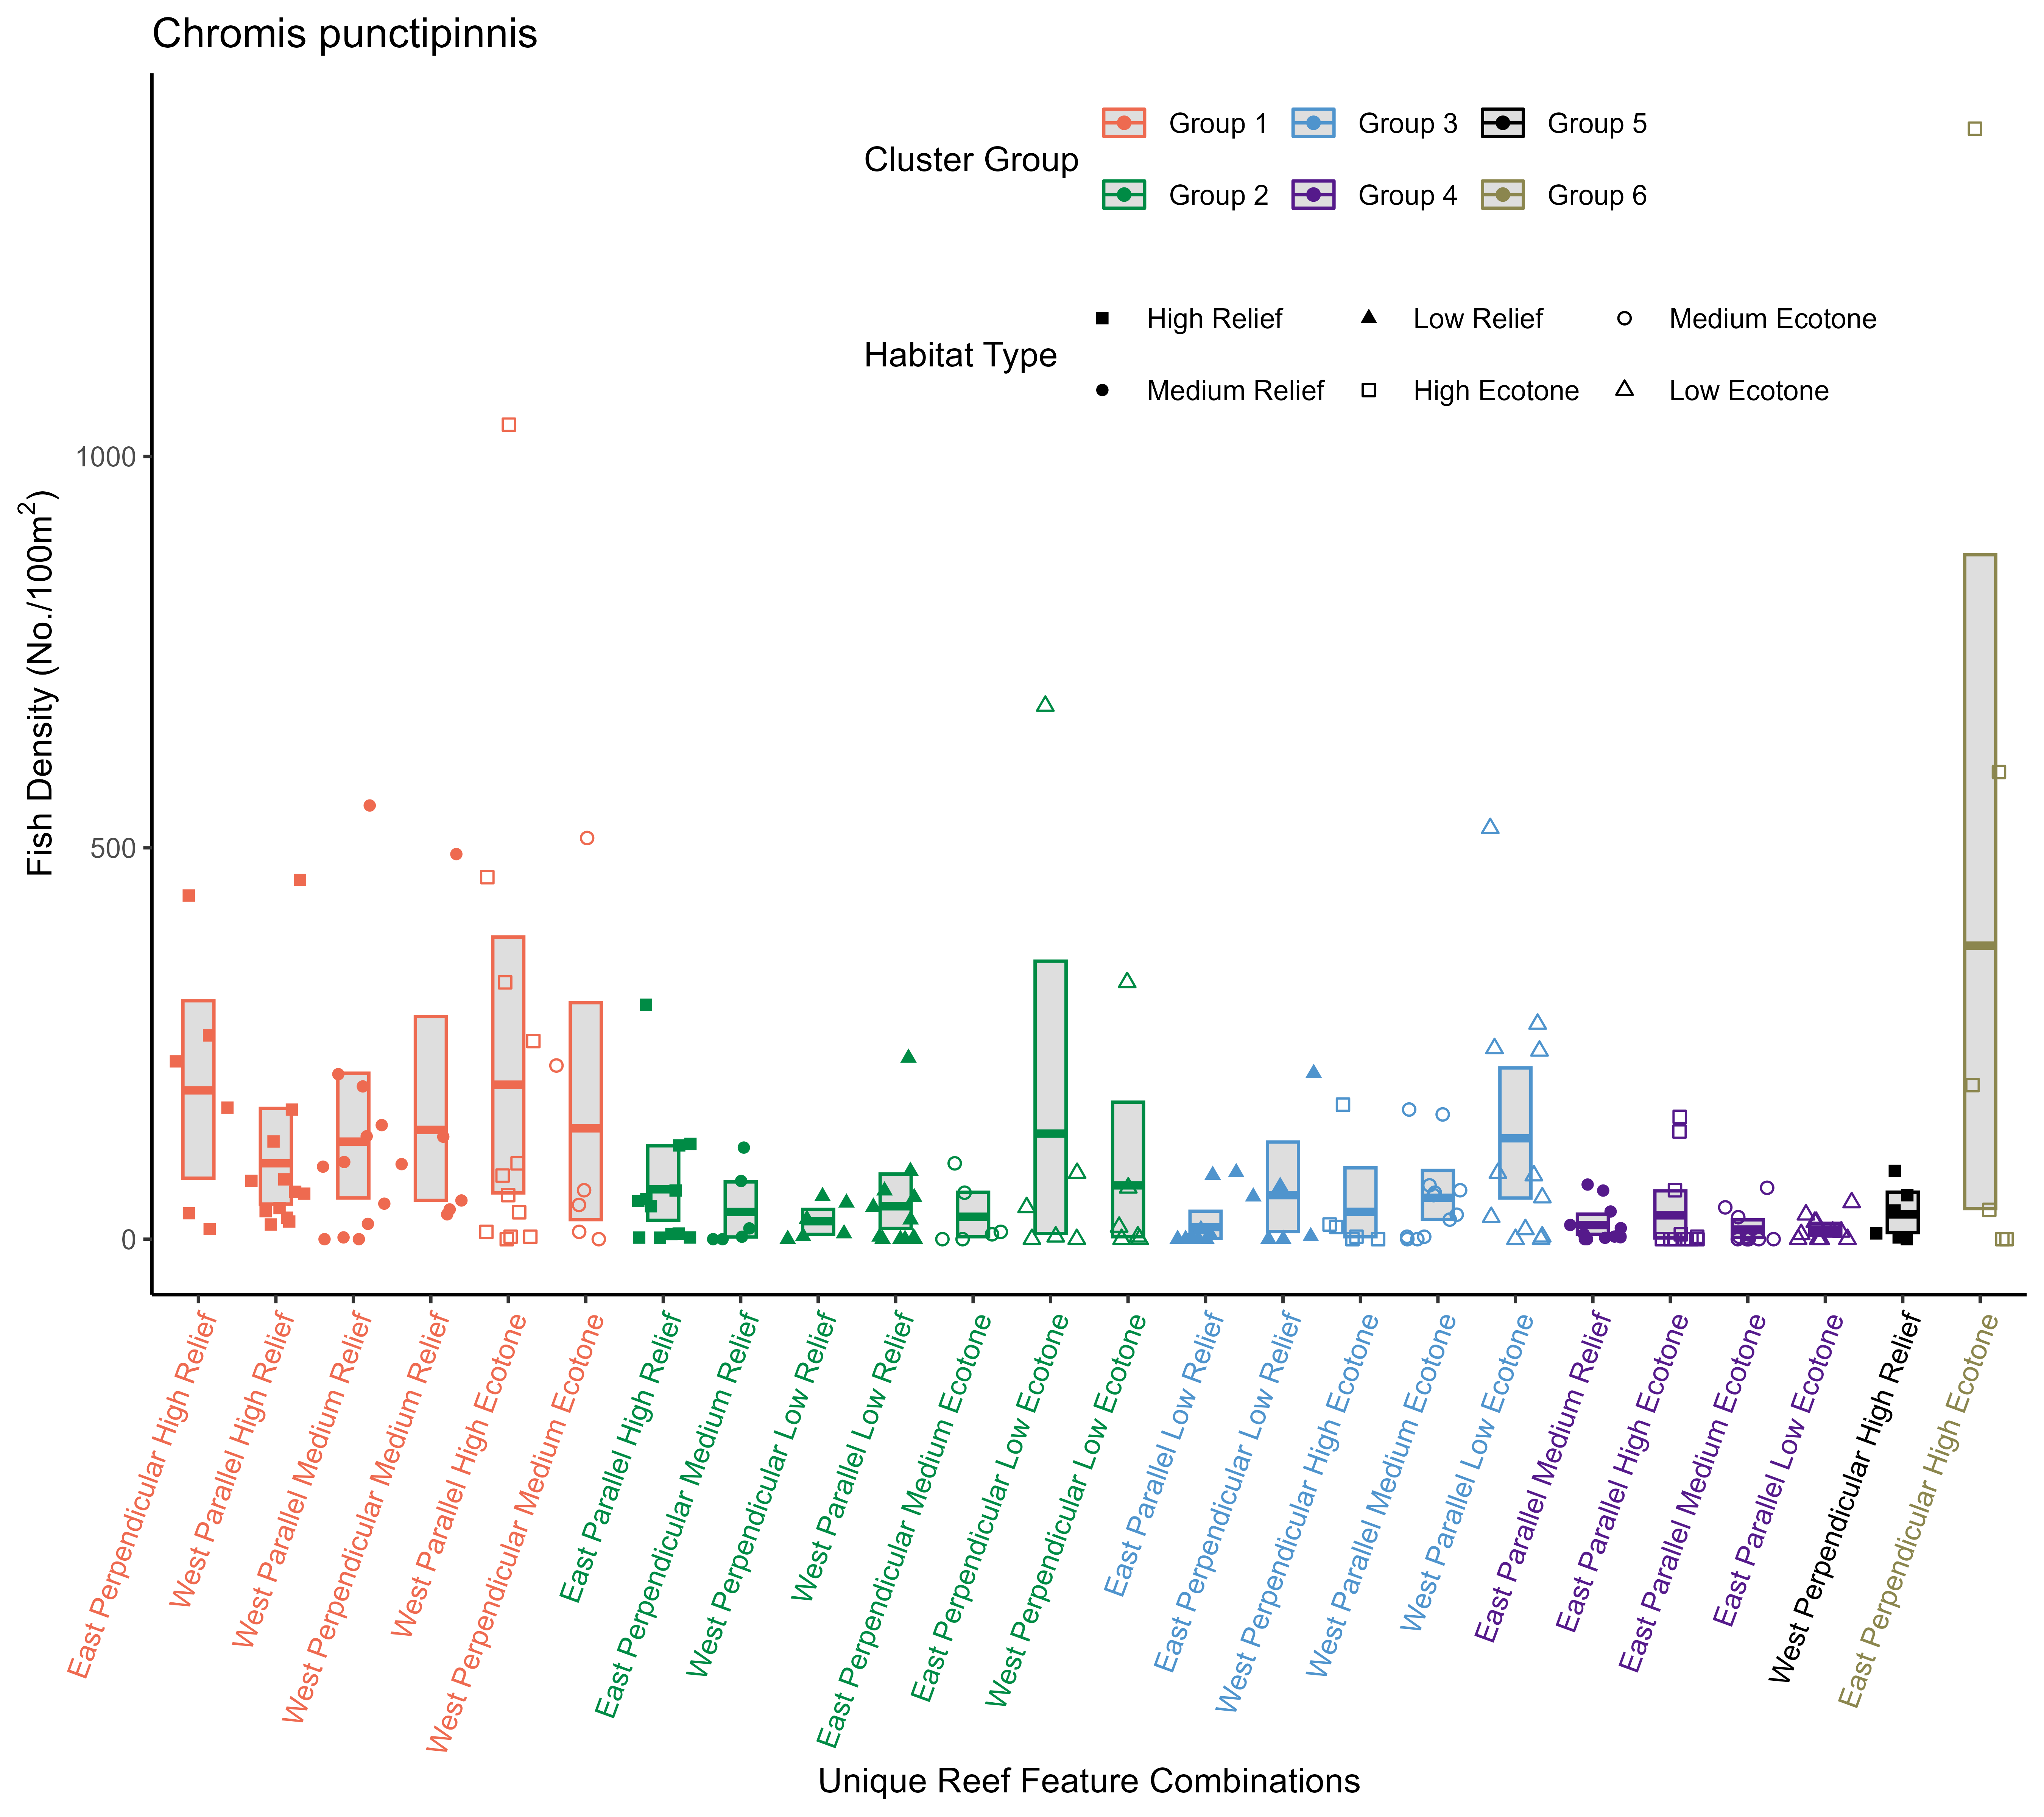 Chromis punctipinnis
Cluster Group
Group 1
Group 3
Group 5
Group 2
Group 4
Group 6
Habitat Type
High Relief
Low Relief
Medium Ecotone
Medium Relief
High Ecotone
Low Ecotone
Fish Density (No./100m²)
1000
500
0
East Perpendicular High Relief
West Parallel High Relief
West Parallel Medium Relief
West Perpendicular Medium Relief
West Parallel High Ecotone
West Perpendicular Medium Ecotone
East Parallel High Relief
East Perpendicular Medium Relief
West Perpendicular Low Relief
West Parallel Low Relief
East Perpendicular Medium Ecotone
East Perpendicular Low Ecotone
West Perpendicular Low Ecotone
East Parallel Low Relief
East Perpendicular Low Relief
West Perpendicular High Ecotone
West Parallel Medium Ecotone
West Parallel Low Ecotone
East Parallel Medium Relief
East Parallel High Ecotone
East Parallel Medium Ecotone
East Parallel Low Ecotone
West Perpendicular High Relief
East Perpendicular High Ecotone
Unique Reef Feature Combinations